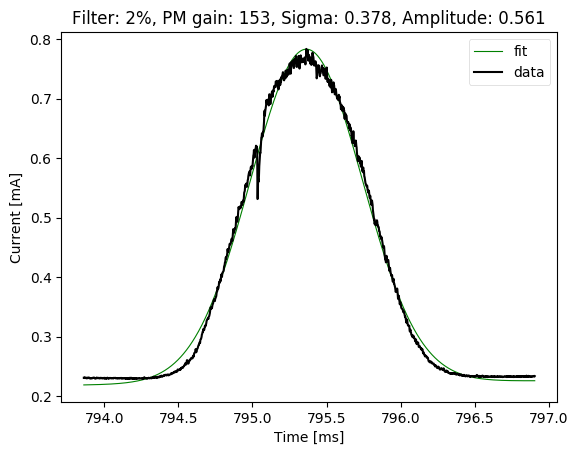 Filter: 2%, PM gain: 153, Sigma: 0.378, Amplitude: 0.561
fit
data
0.8
0.7
0.6
0.5
0.4
0.3
0.2
Current [mA]
794.0 794.5 795.0 795.5 796.0 796.5 797.0
Time [ms]